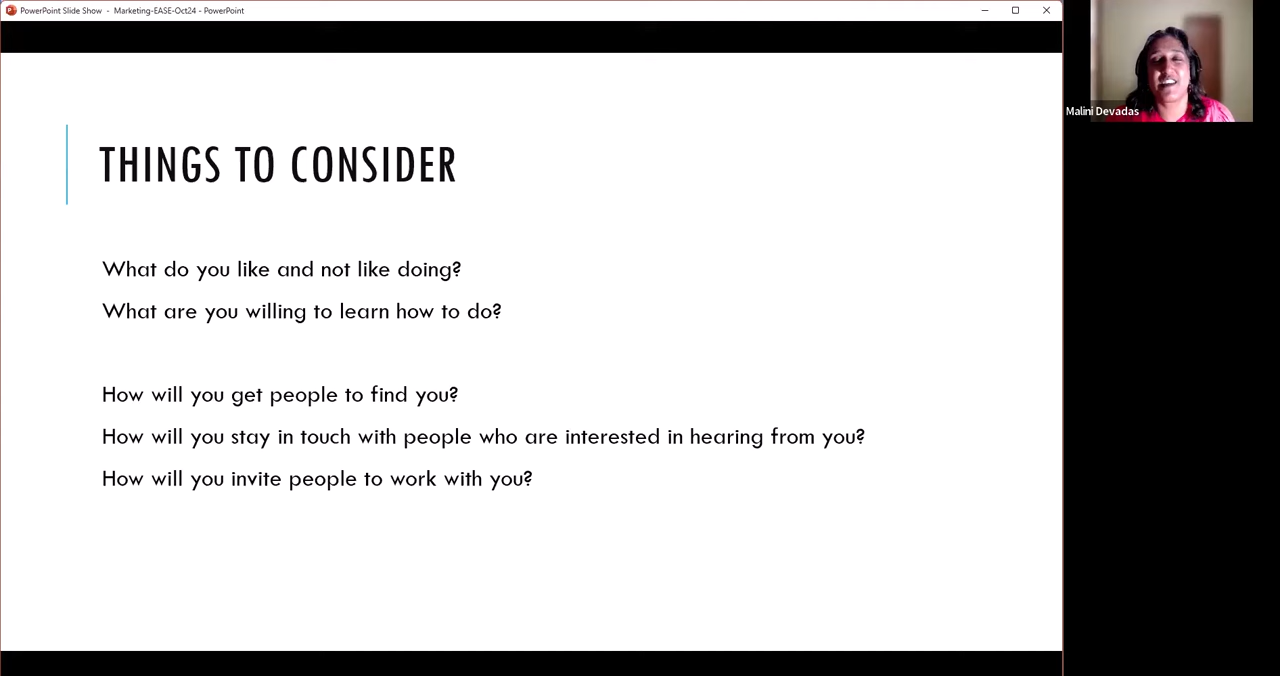 PowerPoint Slide Show - Marketing-EASE-Oct24 - PowerPoint
Malini Devadas
THINGS TO CONSIDER
What do you like and not like doing?
What are you willing to learn how to do?
How will you get people to find you?
How will you stay in touch with people who are interested in hearing from you?
How will you invite people to work with you?